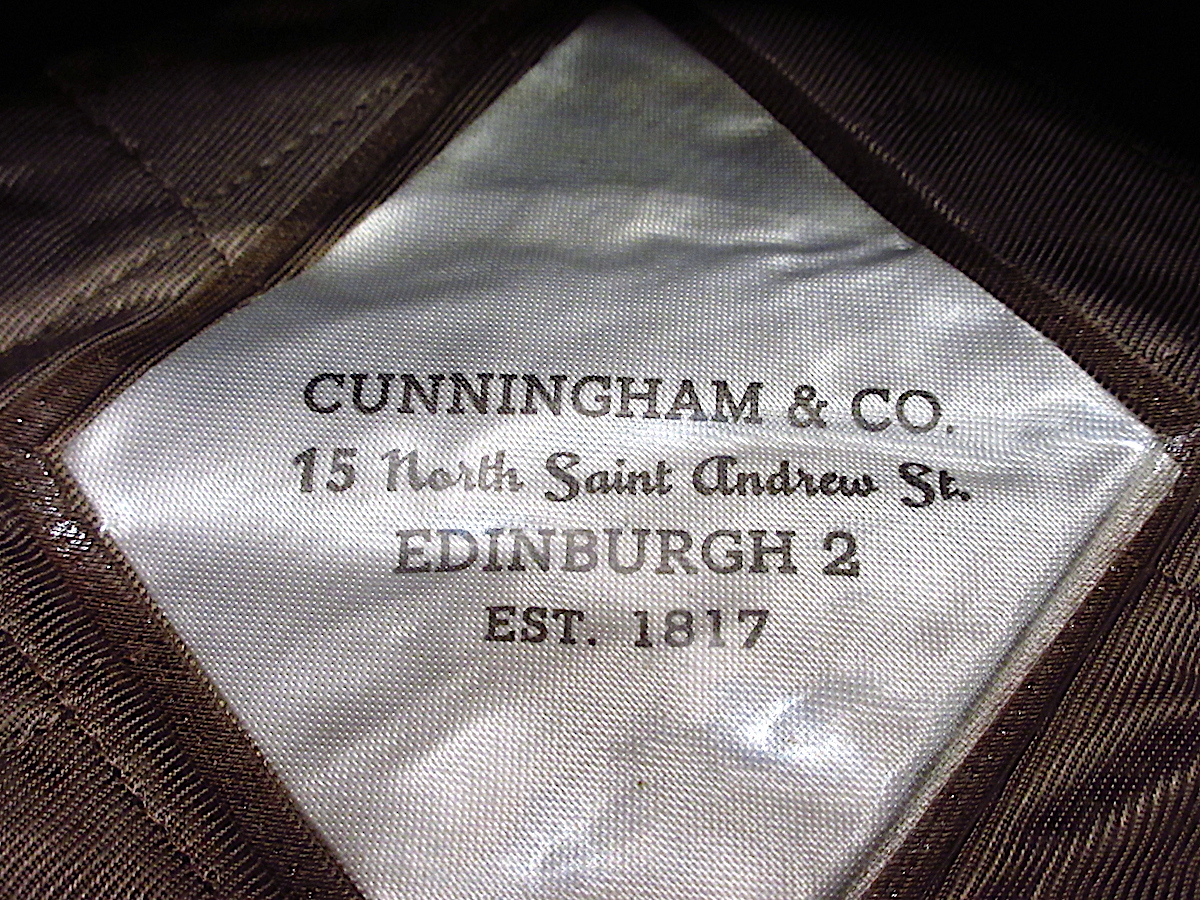 CUNNINGHAM & CO.
15 North Saint Andrew St.
EDINBURGH 2
EST. 1817